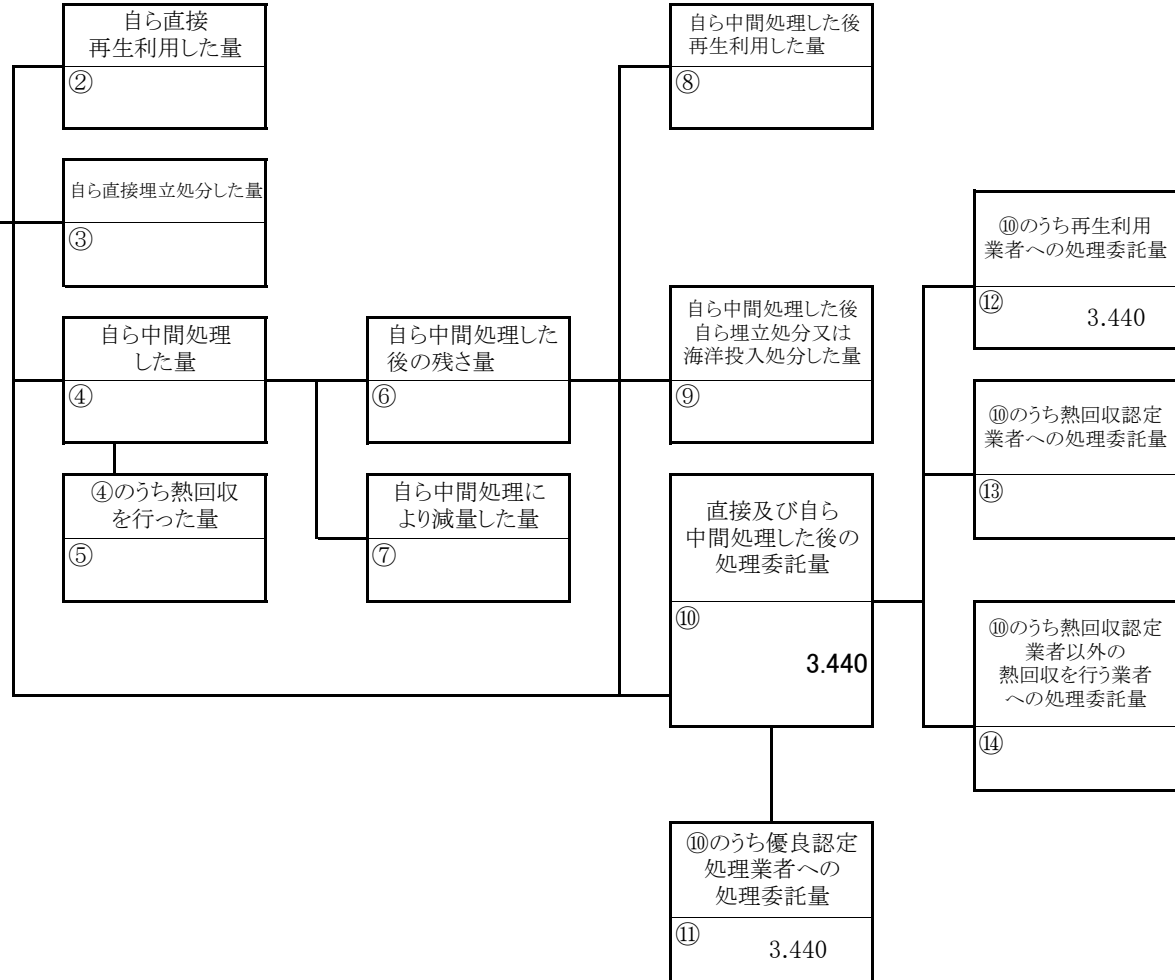 自ら直接
再生利用した量
②
自ら直接埋立処分した量
③
自ら中間処理
した量
④
④のうち熱回収
を行った量
⑤
自ら中間処理した
後の残さ量
⑥
自ら中間処理に
より減量した量
⑦
自ら中間処理した後
再生利用した量
⑧
自ら中間処理した後
自ら埋立処分又は
海洋投入処分した量
⑨
直接及び自ら
中間処理した後の
処理委託量
⑩
3.440
⑩のうち優良認定
処理業者への
処理委託量
⑪ 3.440
⑩のうち再生利用
業者への処理委託量
⑫ 3.440
⑩のうち熱回収認定
業者への処理委託量
⑬
⑩のうち熱回収認定
業者以外の
熱回収を行う業者
への処理委託量
⑭